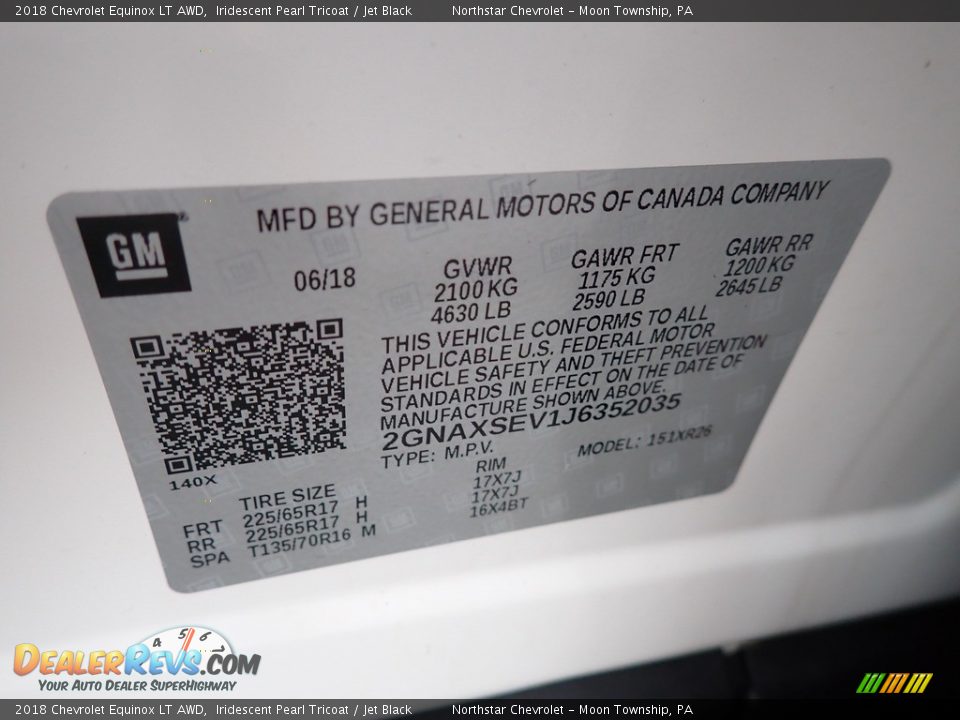 2018 Chevrolet Equinox LT AWD, Iridescent Pearl Tricoat / Jet Black Northstar Chevrolet - Moon Township, PA
GM
MFD BY GENERAL MOTORS OF CANADA COMPANY
06/18
GVWR GAWR FRT GAWR RR
2100 KG 1175 KG 1200 KG
4630 LB 2590 LB 2645 LB
THIS VEHICLE CONFORMS TO ALL
APPLICABLE U.S. FEDERAL MOTOR
VEHICLE SAFETY AND THEFT PREVENTION
STANDARDS IN EFFECT ON THE DATE OF
MANUFACTURE SHOWN ABOVE.
2GNAXSEV1J6352035
TYPE: M.P.V. MODEL: 151XR26
140X
TIRE SIZE RIM
FRT 225/65R17 H 17X7J
RR 225/65R17 H 17X7J
SPA T135/70R16 M 16X4BT
4 5 6
DealerRevs.com
Your Auto Dealer SuperHighway
2018 Chevrolet Equinox LT AWD, Iridescent Pearl Tricoat / Jet Black Northstar Chevrolet - Moon Township, PA